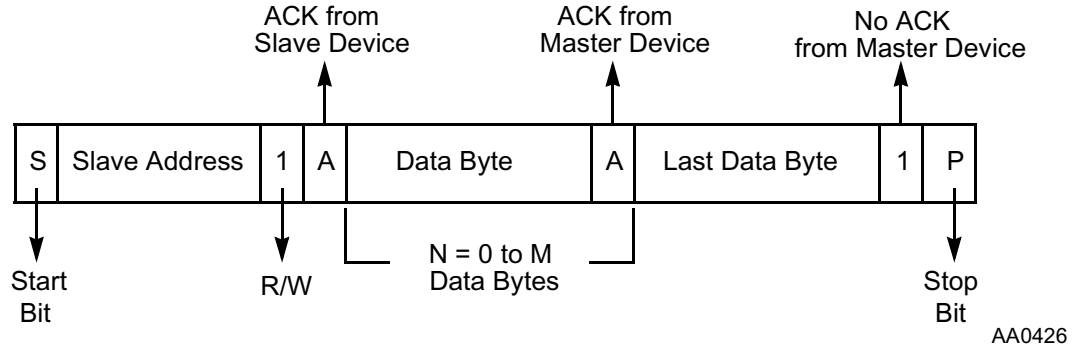 ACK from
Slave Device
ACK from
Master Device
No ACK
from Master Device
S Slave Address 1 A Data Byte A Last Data Byte 1 P
N = 0 to M
Data Bytes
Start
Bit
R/W
Stop
Bit
AA0426